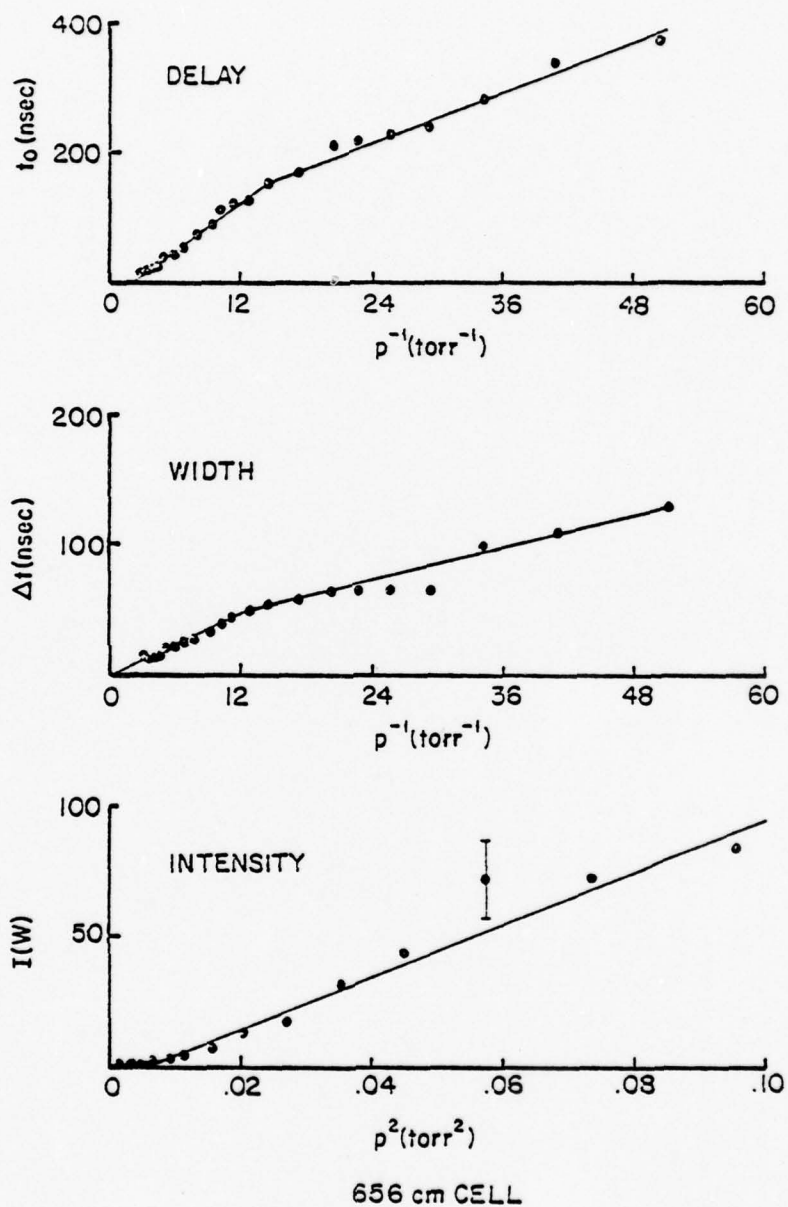 400
DELAY
t₀ (nsec)
200
0 12 24 36 48 60
p⁻¹(torr⁻¹)
200
WIDTH
Δt(nsec)
100
0 12 24 36 48 60
p⁻¹(torr⁻¹)
100
INTENSITY
I(W)
50
0 .02 .04 .06 .08 .10
p²(torr²)
656 cm CELL